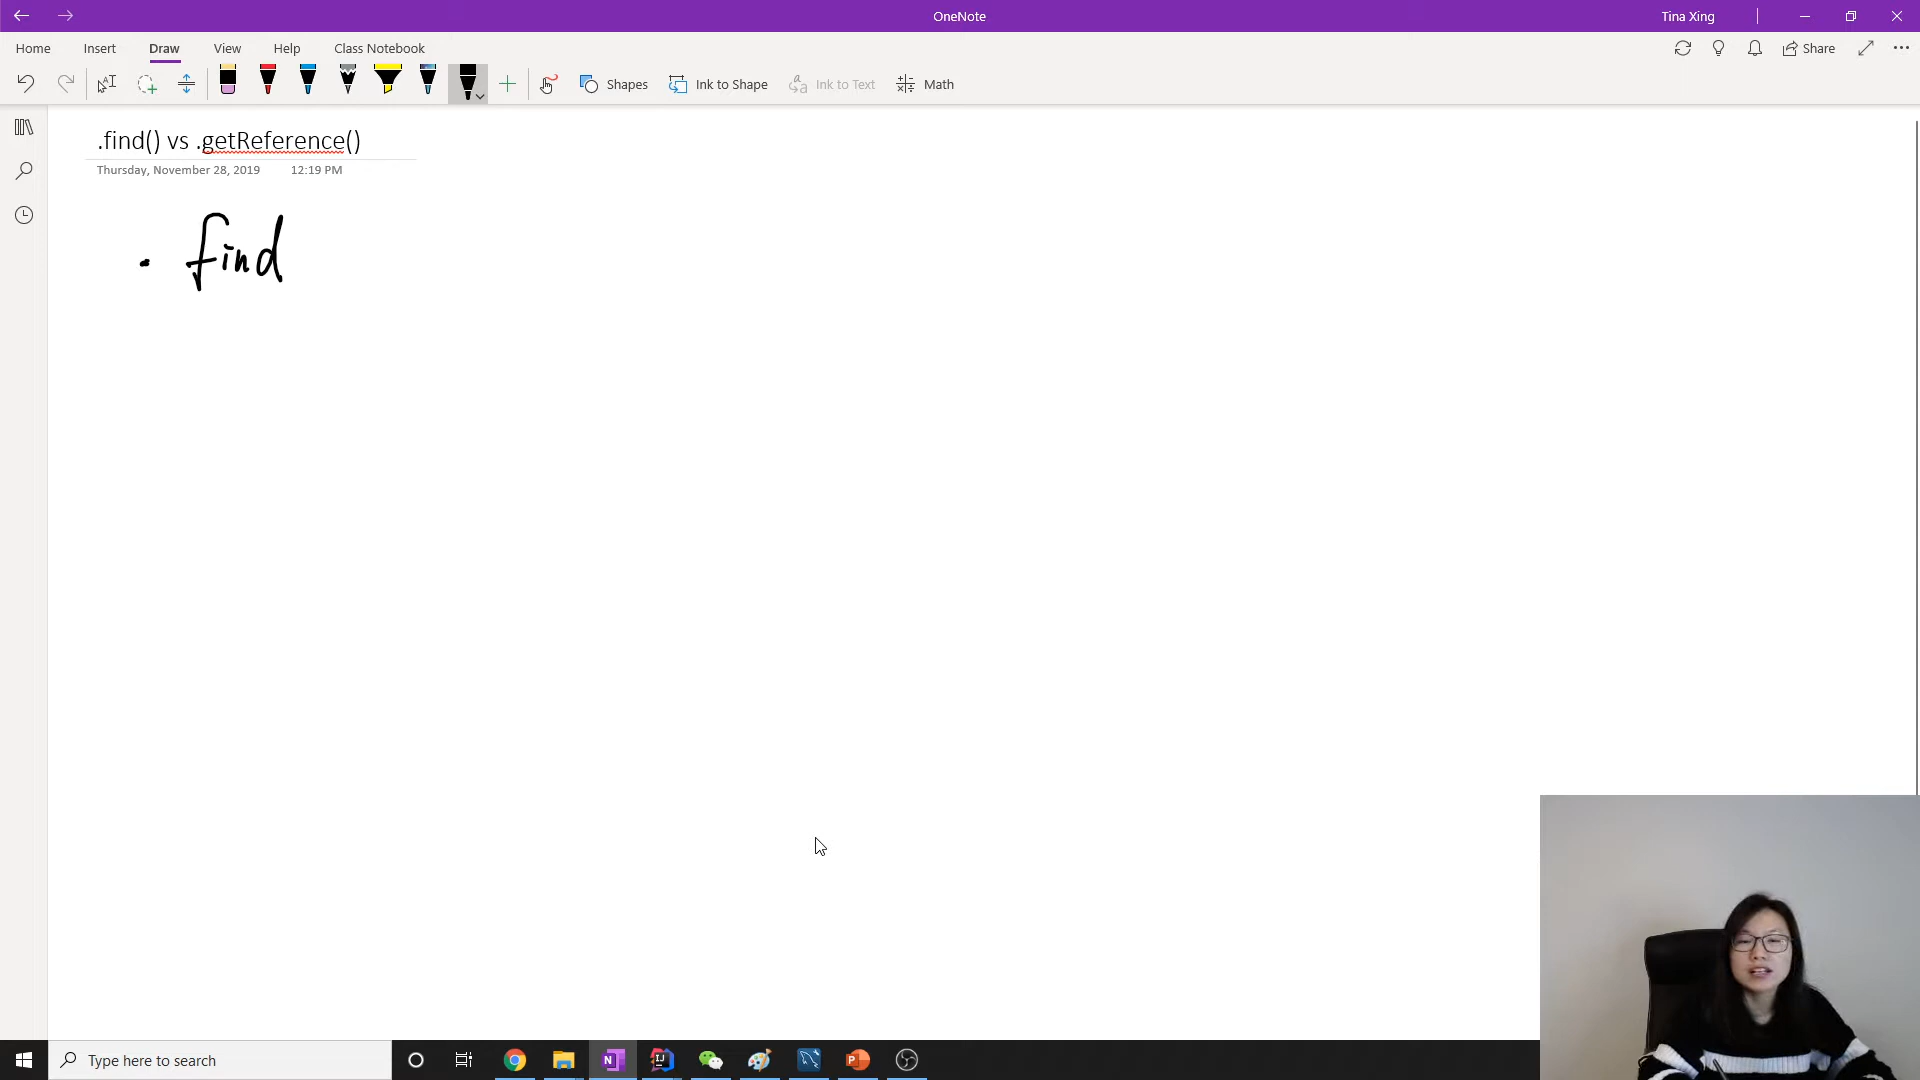 OneNote
Tina Xing
Home Insert Draw View Help Class Notebook
Share
Shapes Ink to Shape Ink to Text Math
.find() vs .getReference()
Thursday, November 28, 2019 12:19 PM
. find
Type here to search